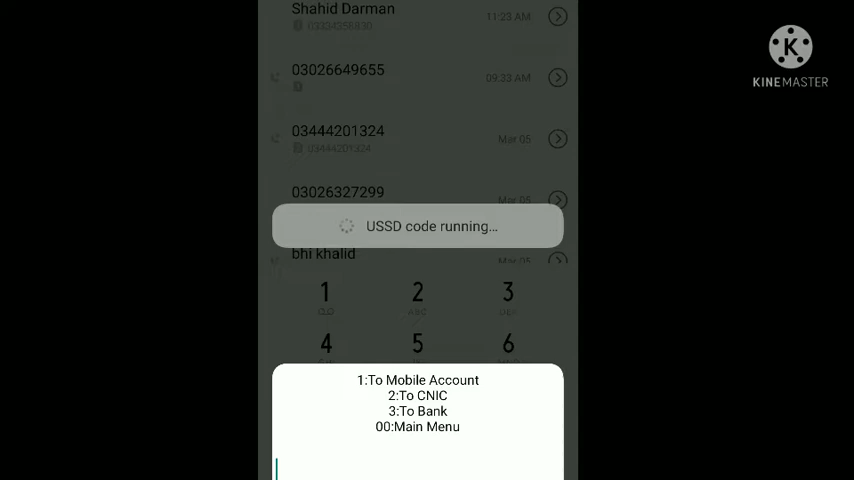 Shahid Darman
11:23 AM
03026649655
09:33 AM
03444201324
Mar 05
03444201324
03026327299
Mar 05
USSD code running...
bhi khalid
Mar 05
1 2 3
ABC DEF
4 5 6
1:To Mobile Account
2:To CNIC
3:To Bank
00:Main Menu
K
KINEMASTER